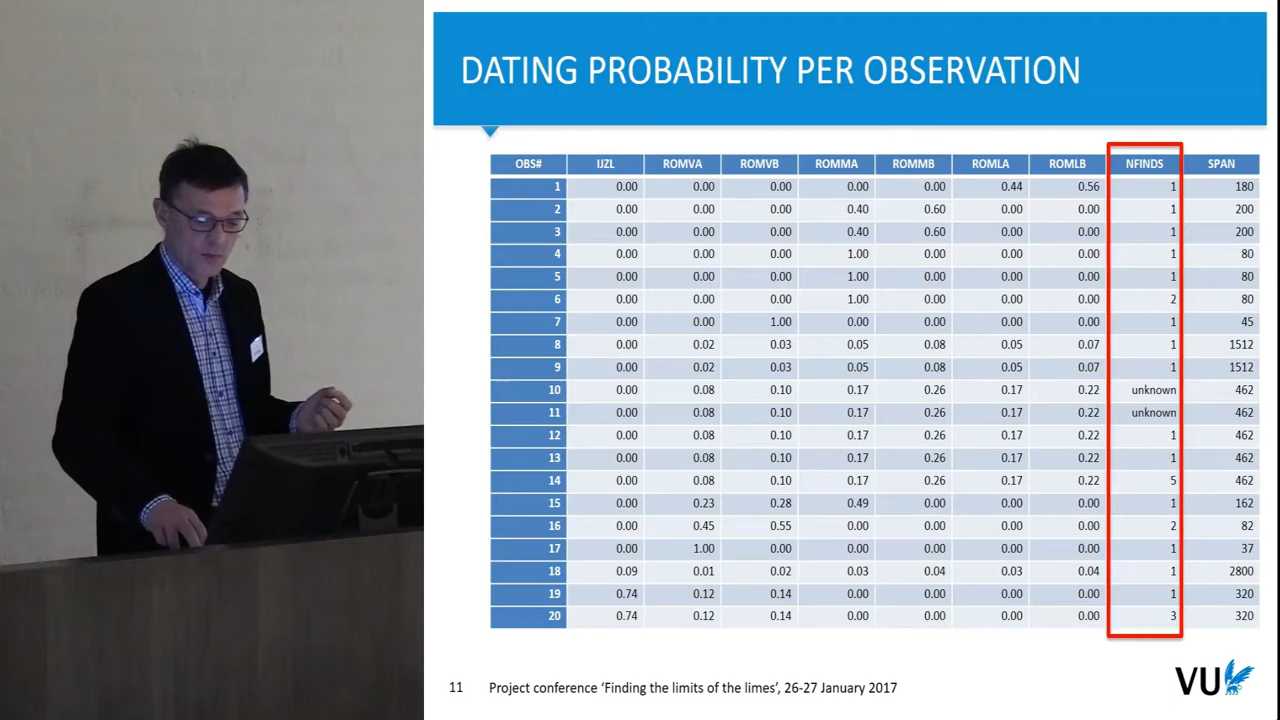 DATING PROBABILITY PER OBSERVATION
OBS# IJZL ROMVA ROMVB ROMMA ROMMB ROMLA ROMLB NFINDS SPAN
1 0.00 0.00 0.00 0.00 0.00 0.44 0.56 1 180
2 0.00 0.00 0.00 0.40 0.60 0.00 0.00 1 200
3 0.00 0.00 0.00 0.40 0.60 0.00 0.00 1 200
4 0.00 0.00 0.00 1.00 0.00 0.00 0.00 1 80
5 0.00 0.00 0.00 1.00 0.00 0.00 0.00 1 80
6 0.00 0.00 0.00 1.00 0.00 0.00 0.00 2 80
7 0.00 0.00 1.00 0.00 0.00 0.00 0.00 1 45
8 0.00 0.02 0.03 0.05 0.08 0.05 0.07 1 1512
9 0.00 0.02 0.03 0.05 0.08 0.05 0.07 1 1512
10 0.00 0.08 0.10 0.17 0.26 0.17 0.22 unknown 462
11 0.00 0.08 0.10 0.17 0.26 0.17 0.22 unknown 462
12 0.00 0.08 0.10 0.17 0.26 0.17 0.22 1 462
13 0.00 0.08 0.10 0.17 0.26 0.17 0.22 1 462
14 0.00 0.08 0.10 0.17 0.26 0.17 0.22 5 462
15 0.00 0.23 0.28 0.49 0.00 0.00 0.00 1 162
16 0.00 0.45 0.55 0.00 0.00 0.00 0.00 2 82
17 0.00 1.00 0.00 0.00 0.00 0.00 0.00 1 37
18 0.09 0.01 0.02 0.03 0.04 0.03 0.04 1 2800
19 0.74 0.12 0.14 0.00 0.00 0.00 0.00 1 320
20 0.74 0.12 0.14 0.00 0.00 0.00 0.00 3 320
11 Project conference ‘Finding the limits of the limes’, 26-27 January 2017
VU